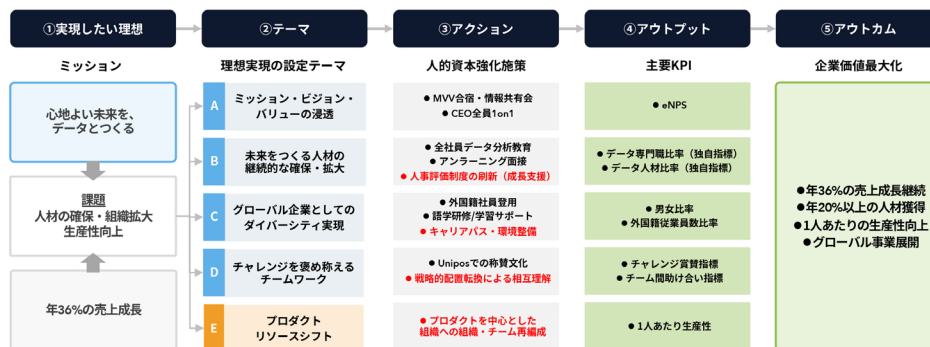 ①実現したい理想
②テーマ
③アクション
④アウトプット
⑤アウトカム
ミッション
理想実現の設定テーマ
人的資本強化施策
主要KPI
企業価値最大化
心地よい未来を、
データとつくる
課題
人材の確保・組織拡大
生産性向上
年36%の売上成長
A
ミッション・ビジョン・
バリューの浸透
● MVV合宿・情報共有会
● CEO全員1on1
● eNPS
B
未来をつくる人材の
継続的な確保・拡大
● 全社員データ分析教育
● アンラーニング面接
● 人事評価制度の刷新（成長支援）
● データ専門職比率（独自指標）
● データ人材比率（独自指標）
C
グローバル企業としての
ダイバーシティ実現
● 外国籍社員登用
● 語学研修/学習サポート
● キャリアパス・環境整備
● 男女比率
● 外国籍従業員数比率
D
チャレンジを褒め称える
チームワーク
● Uniposでの称賛文化
● 戦略的配置転換による相互理解
● チャレンジ賞賛指標
● チーム間助け合い指標
E
プロダクト
リソースシフト
● プロダクトを中心とした
組織への組織・チーム再編成
● 1人あたり生産性
●年36%の売上成長継続
●年20%以上の人材獲得
●1人あたりの生産性向上
●グローバル事業展開